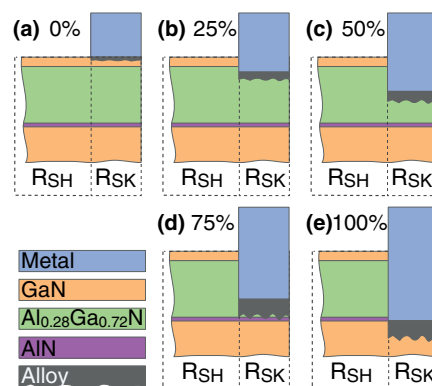 (a) 0%
(b) 25%
(c) 50%
RSH RSK
RSH RSK
RSH RSK
(d) 75%
(e) 100%
Metal
GaN
Al0.28Ga0.72N
AlN
Alloy
RSH RSK
RSH RSK